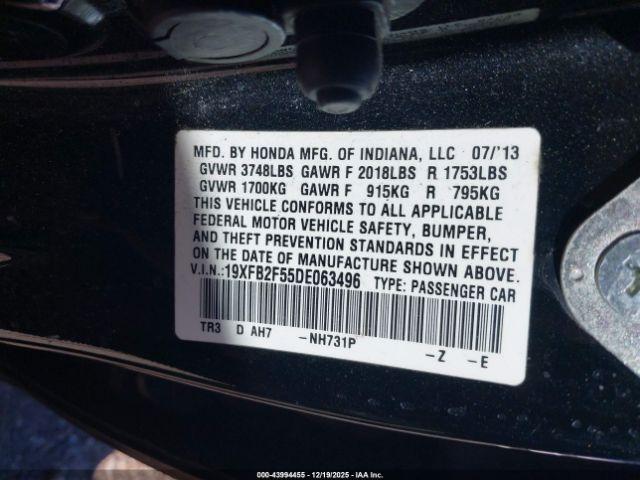 MFD. BY HONDA MFG. OF INDIANA, LLC 07/'13
GVWR 3748LBS GAWR F 2018LBS R 1753LBS
GVWR 1700KG GAWR F 915KG R 795KG
THIS VEHICLE CONFORMS TO ALL APPLICABLE
FEDERAL MOTOR VEHICLE SAFETY, BUMPER,
AND THEFT PREVENTION STANDARDS IN EFFECT
ON THE DATE OF MANUFACTURE SHOWN ABOVE.
V.I.N.:19XFB2F55DE063496 TYPE: PASSENGER CAR
TR3 D AH7 -NH731P -Z -E
000-43994455 - 12/19/2025 - IAA Inc.